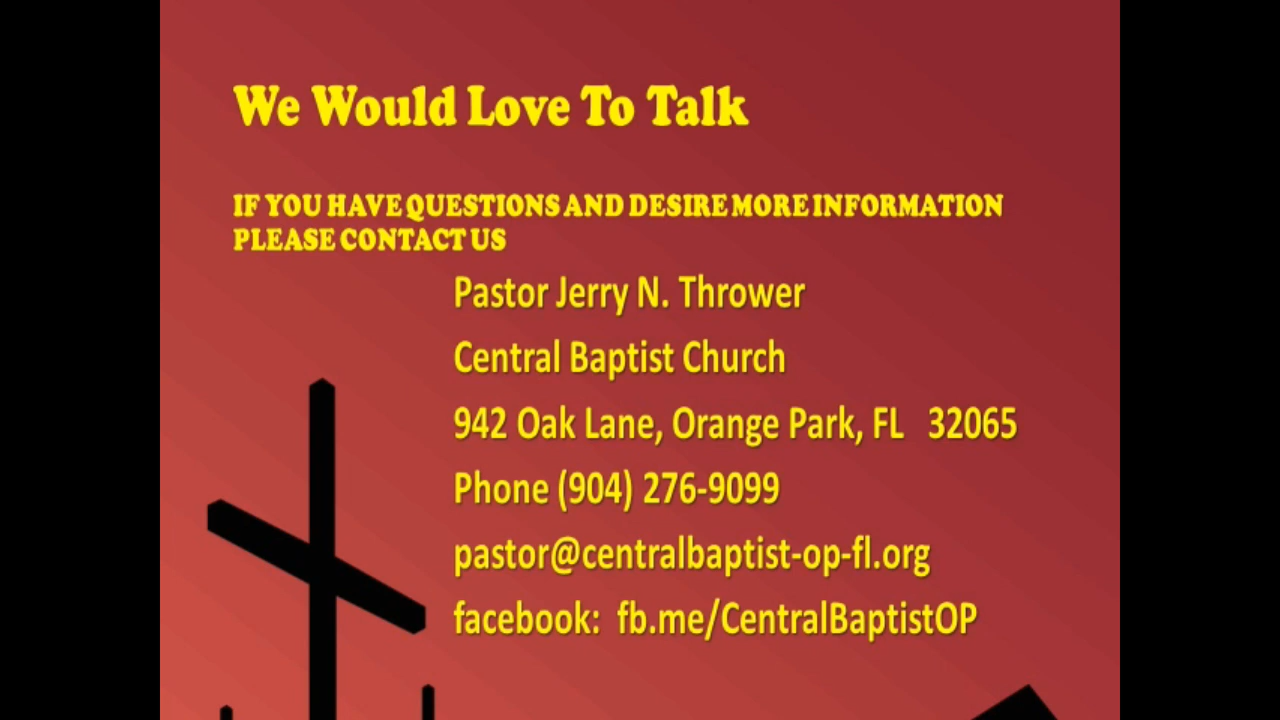 We Would Love To Talk
IF YOU HAVE QUESTIONS AND DESIRE MORE INFORMATION
PLEASE CONTACT US
Pastor Jerry N. Thrower
Central Baptist Church
942 Oak Lane, Orange Park, FL 32065
Phone (904) 276-9099
pastor@centralbaptist-op-fl.org
facebook: fb.me/CentralBaptistOP